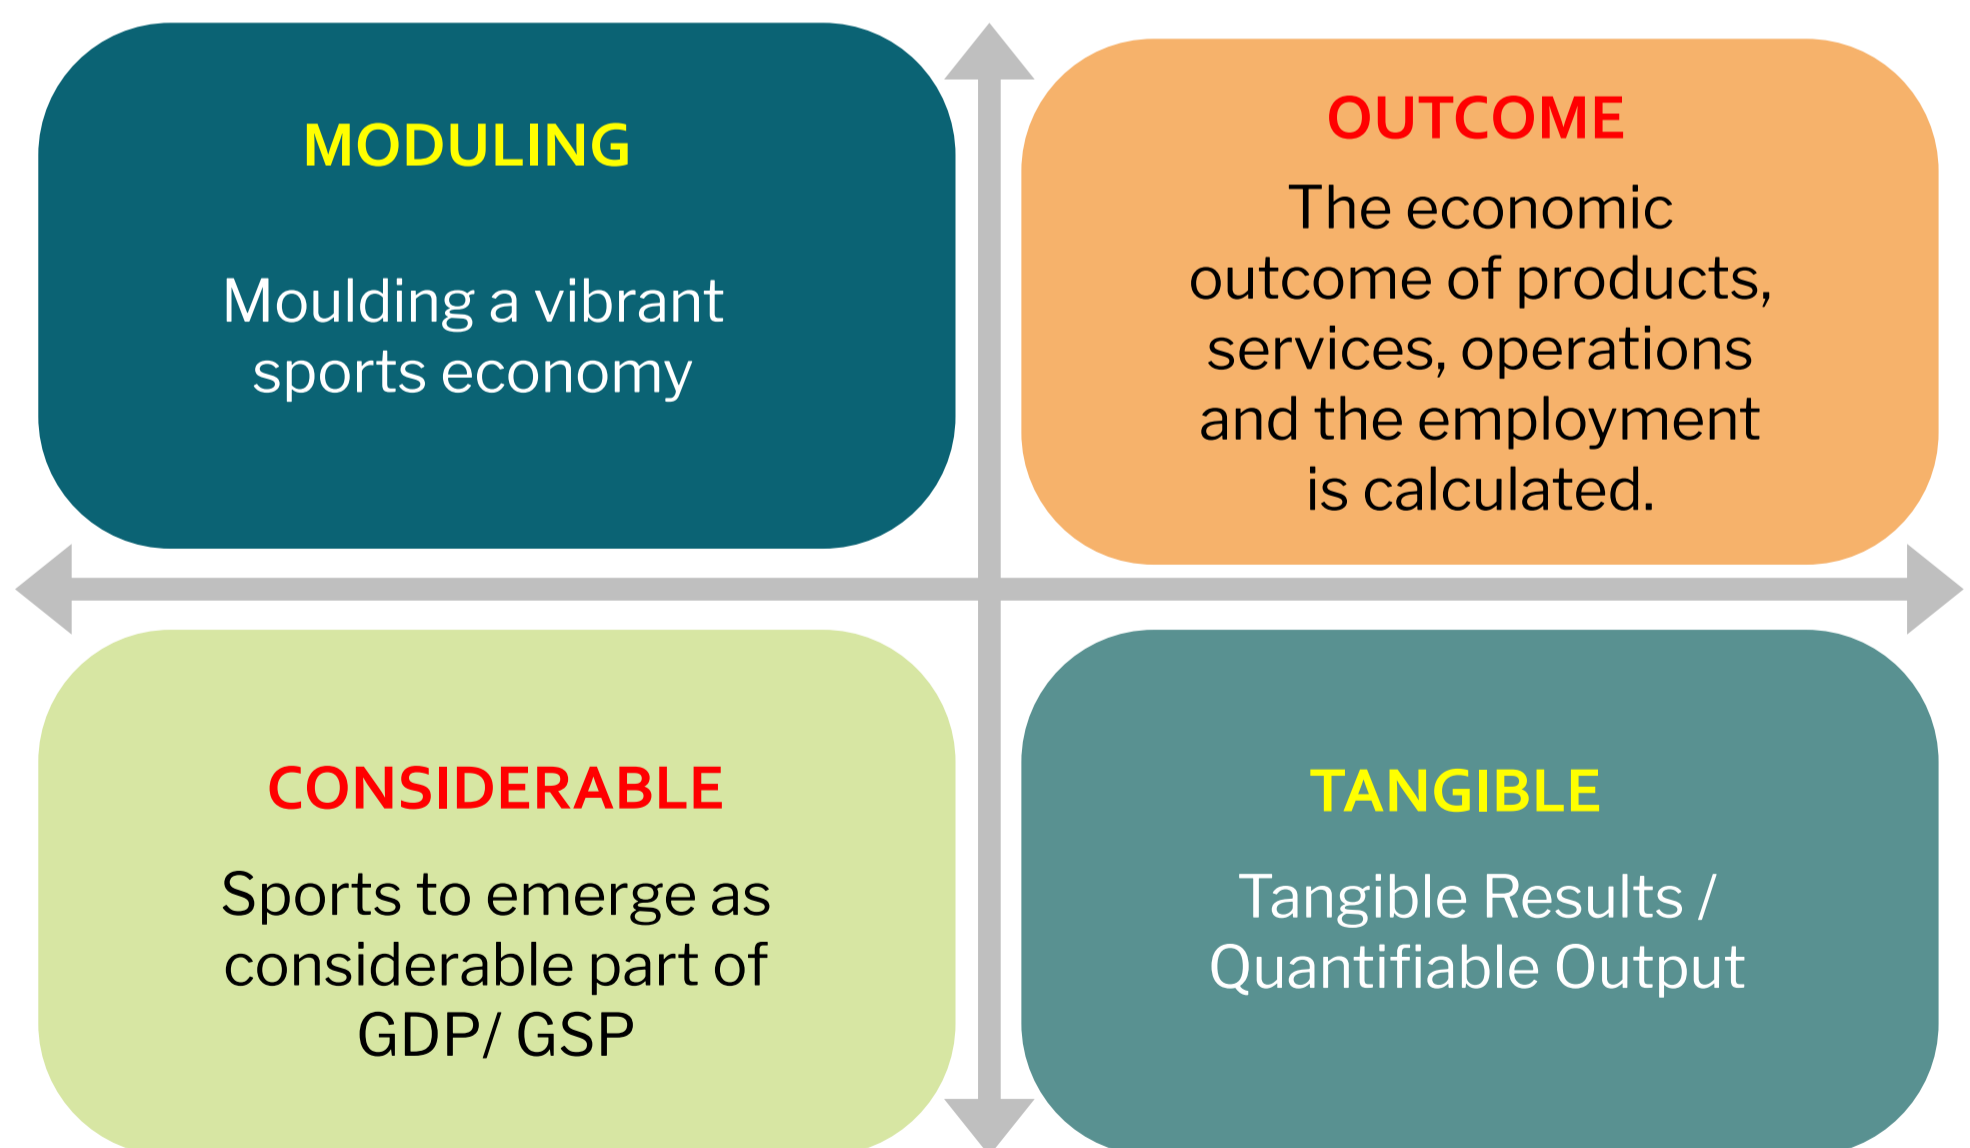 MODULING
Moulding a vibrant
sports economy
OUTCOME
The economic
outcome of products,
services, operations
and the employment
is calculated.
CONSIDERABLE
Sports to emerge as
considerable part of
GDP/ GSP
TANGIBLE
Tangible Results /
Quantifiable Output